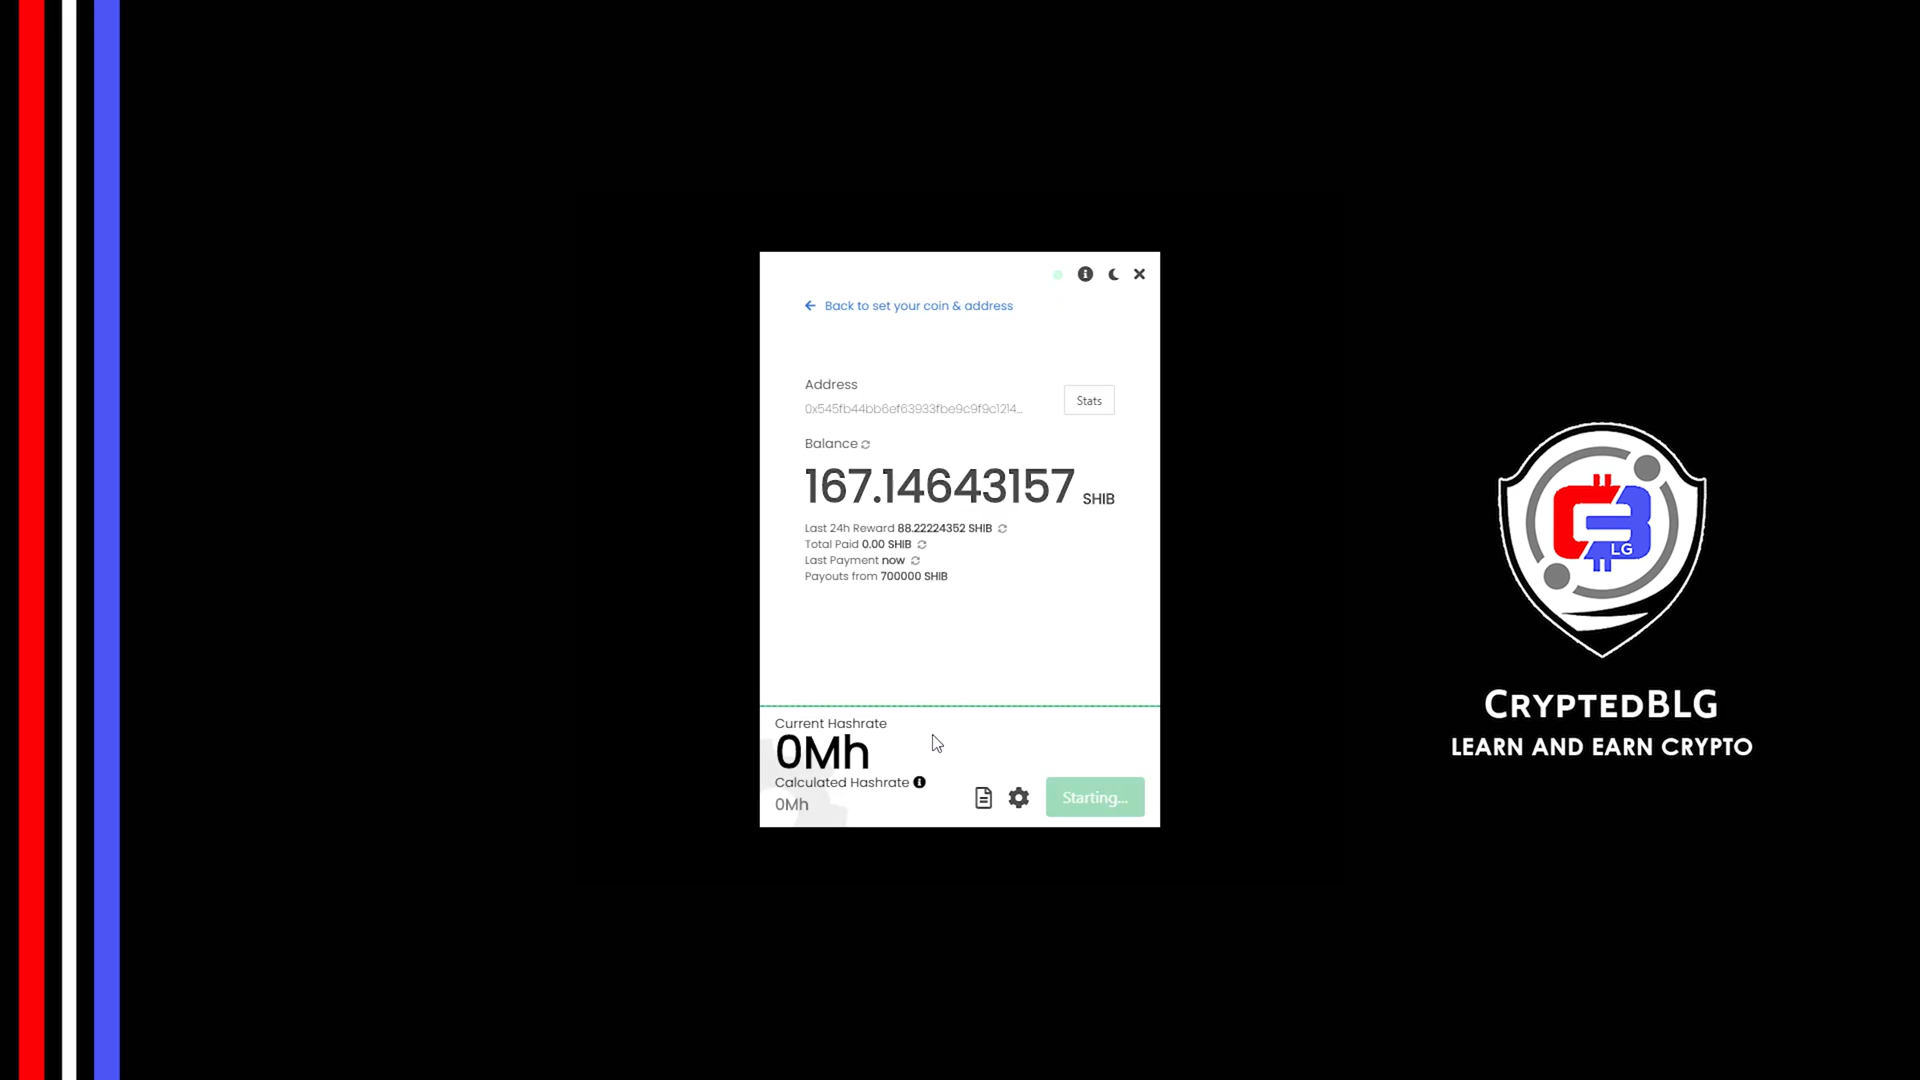 Back to set your coin & address
Address
0x545fb44bb6ef63933fbe9c9f9c1214...
Stats
Balance
167.14643157 SHIB
Last 24h Reward 88.22224352 SHIB
Total Paid 0.00 SHIB
Last Payment now
Payouts from 700000 SHIB
Current Hashrate
0Mh
Calculated Hashrate
0Mh
Starting...
CB
LG
CRYPTEDBLG
LEARN AND EARN CRYPTO